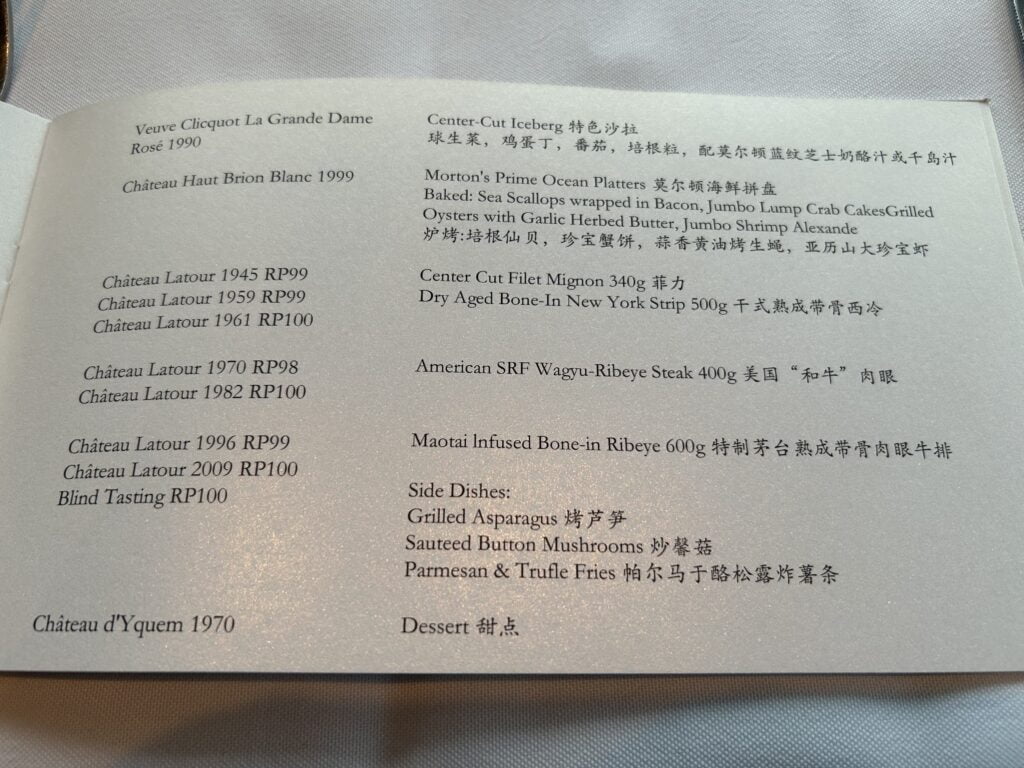 Veuve Clicquot La Grande Dame
Rosé 1990
Center-Cut Iceberg 特色沙拉
球生菜，鸡蛋丁，番茄，培根粒，配莫尔顿蓝纹芝士奶酪汁或千岛汁
Château Haut Brion Blanc 1999
Morton's Prime Ocean Platters 莫尔顿海鲜拼盘
Baked: Sea Scallops wrapped in Bacon, Jumbo Lump Crab CakesGrilled
Oysters with Garlic Herbed Butter, Jumbo Shrimp Alexande
炉烤:培根仙贝，珍宝蟹饼，蒜香黄油烤生蝇，亚历山大珍宝虾
Château Latour 1945 RP99
Château Latour 1959 RP99
Château Latour 1961 RP100
Center Cut Filet Mignon 340g 菲力
Dry Aged Bone-In New York Strip 500g 干式熟成带骨西冷
Château Latour 1970 RP98
Château Latour 1982 RP100
American SRF Wagyu-Ribeye Steak 400g 美国“和牛”肉眼
Château Latour 1996 RP99
Château Latour 2009 RP100
Blind Tasting RP100
Maotai lnfused Bone-in Ribeye 600g 特制茅台熟成带骨肉眼牛排
Side Dishes:
Grilled Asparagus 烤芦笋
Sauteed Button Mushrooms 炒馨菇
Parmesan & Trufle Fries 帕尔马于酪松露炸薯条
Château d'Yquem 1970
Dessert 甜点